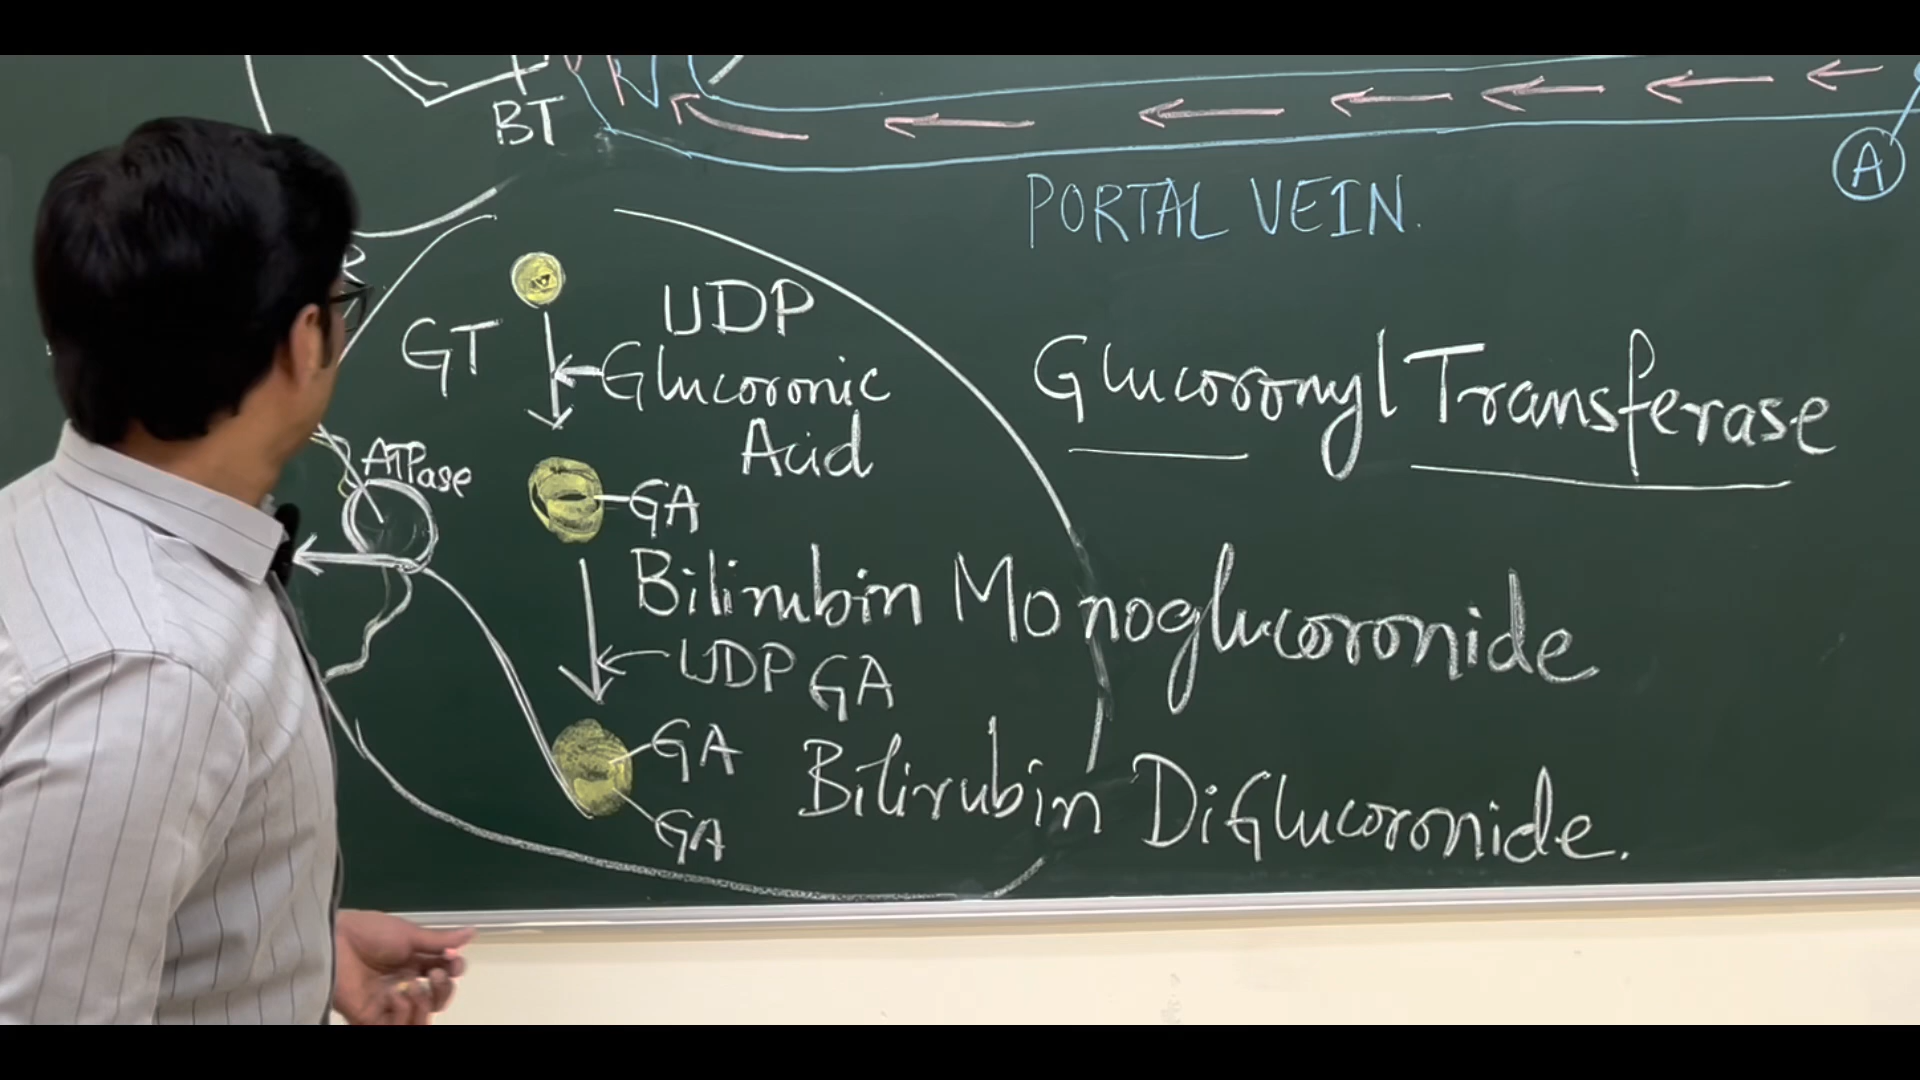 BT
A
PORTAL VEIN.
R
UDP
GT
Glucoronic
Acid
Glucoronyl Transferase
ATPase
GA
Bilirubin Monoglucoronide
UDP GA
GA
GA
Bilirubin DiGlucoronide.